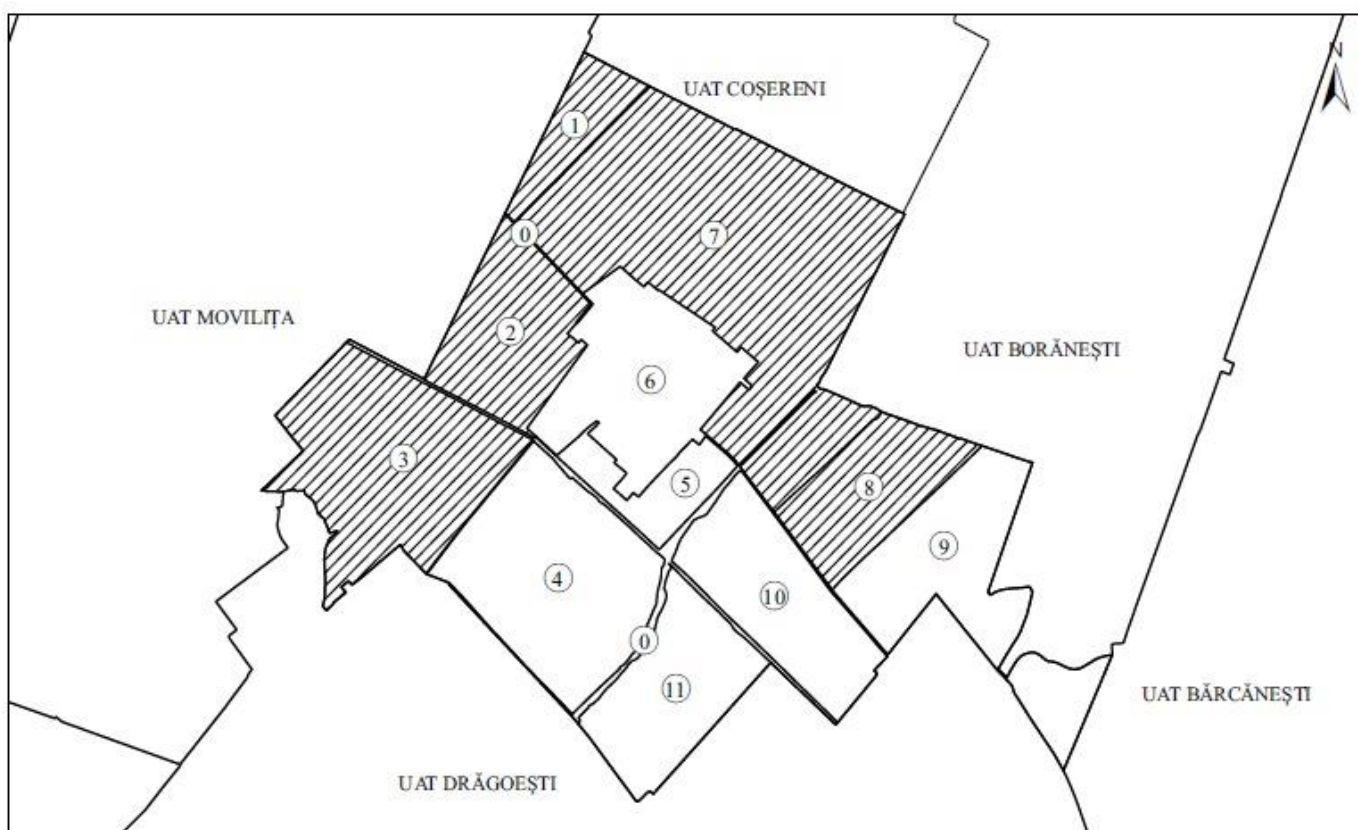 N
UAT COȘERENI
1
0
7
UAT MOVILIȚA
2
UAT BORĂNEȘTI
6
3
5
8
9
4
10
0
11
UAT BĂRCĂNEȘTI
UAT DRĂGOEȘTI